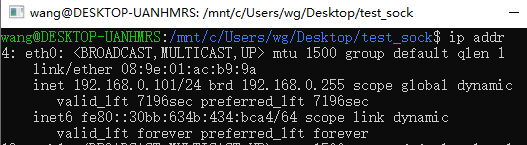 wang@DESKTOP-UANHMRS: /mnt/c/Users/wg/Desktop/test_sock
wang@DESKTOP-UANHMRS:/mnt/c/Users/wg/Desktop/test_sock$ ip addr
4: eth0: <BROADCAST,MULTICAST,UP> mtu 1500 group default qlen 1
    link/ether 08:9e:01:ac:b9:9a
    inet 192.168.0.101/24 brd 192.168.0.255 scope global dynamic
       valid_lft 7196sec preferred_lft 7196sec
    inet6 fe80::30bb:634b:434:bca4/64 scope link dynamic
       valid_lft forever preferred_lft forever